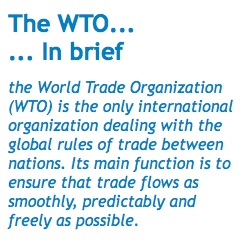 The WTO...
... In brief
the World Trade Organization
(WTO) is the only international
organization dealing with the
global rules of trade between
nations. Its main function is to
ensure that trade flows as
smoothly, predictably and
freely as possible.